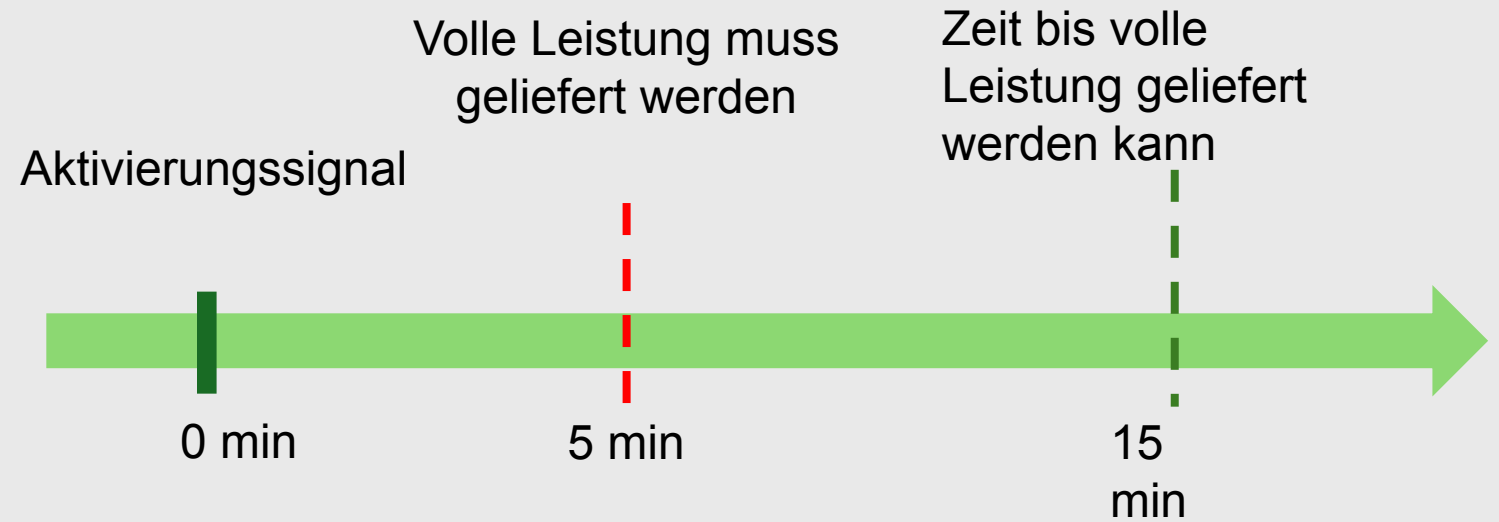 Volle Leistung muss
geliefert werden
Zeit bis volle
Leistung geliefert
werden kann
Aktivierungssignal
0 min
5 min
15
min